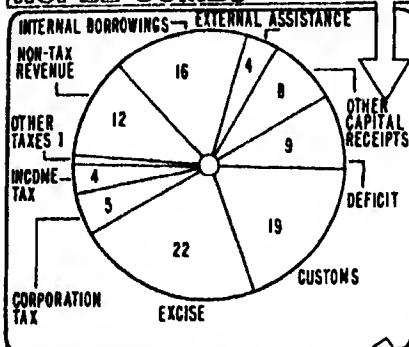 INTERNAL BORROWINGS
EXTERNAL ASSISTANCE
NON-TAX
REVENUE
16
4
8
OTHER
CAPITAL
RECEIPTS
12
9
OTHER
TAXES 1
INCOME
TAX
4
DEFICIT
5
19
22
CUSTOMS
CORPORATION
TAX
EXCISE